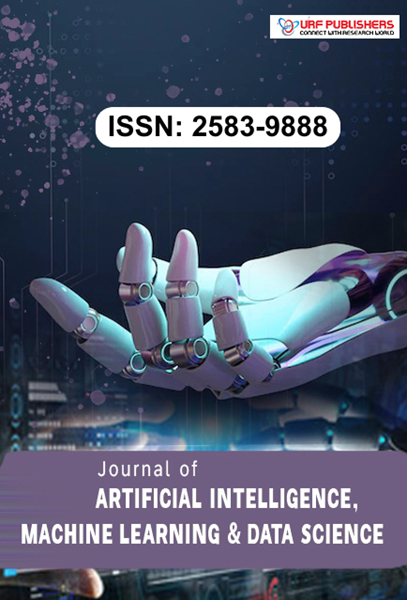 URF PUBLISHERS
CONNECT WITH RESEARCH WORLD
ISSN: 2583-9888
Journal of
ARTIFICIAL INTELLIGENCE,
MACHINE LEARNING & DATA SCIENCE